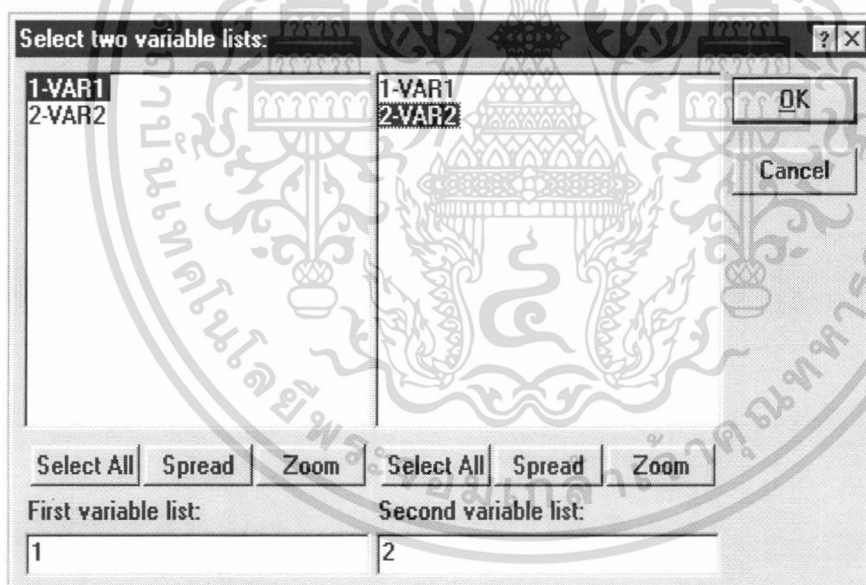 Select two variable lists:
1-VAR1
2-VAR2
1-VAR1
2-VAR2
OK
Cancel
Select All
Spread
Zoom
Select All
Spread
Zoom
First variable list:
Second variable list:
1
2